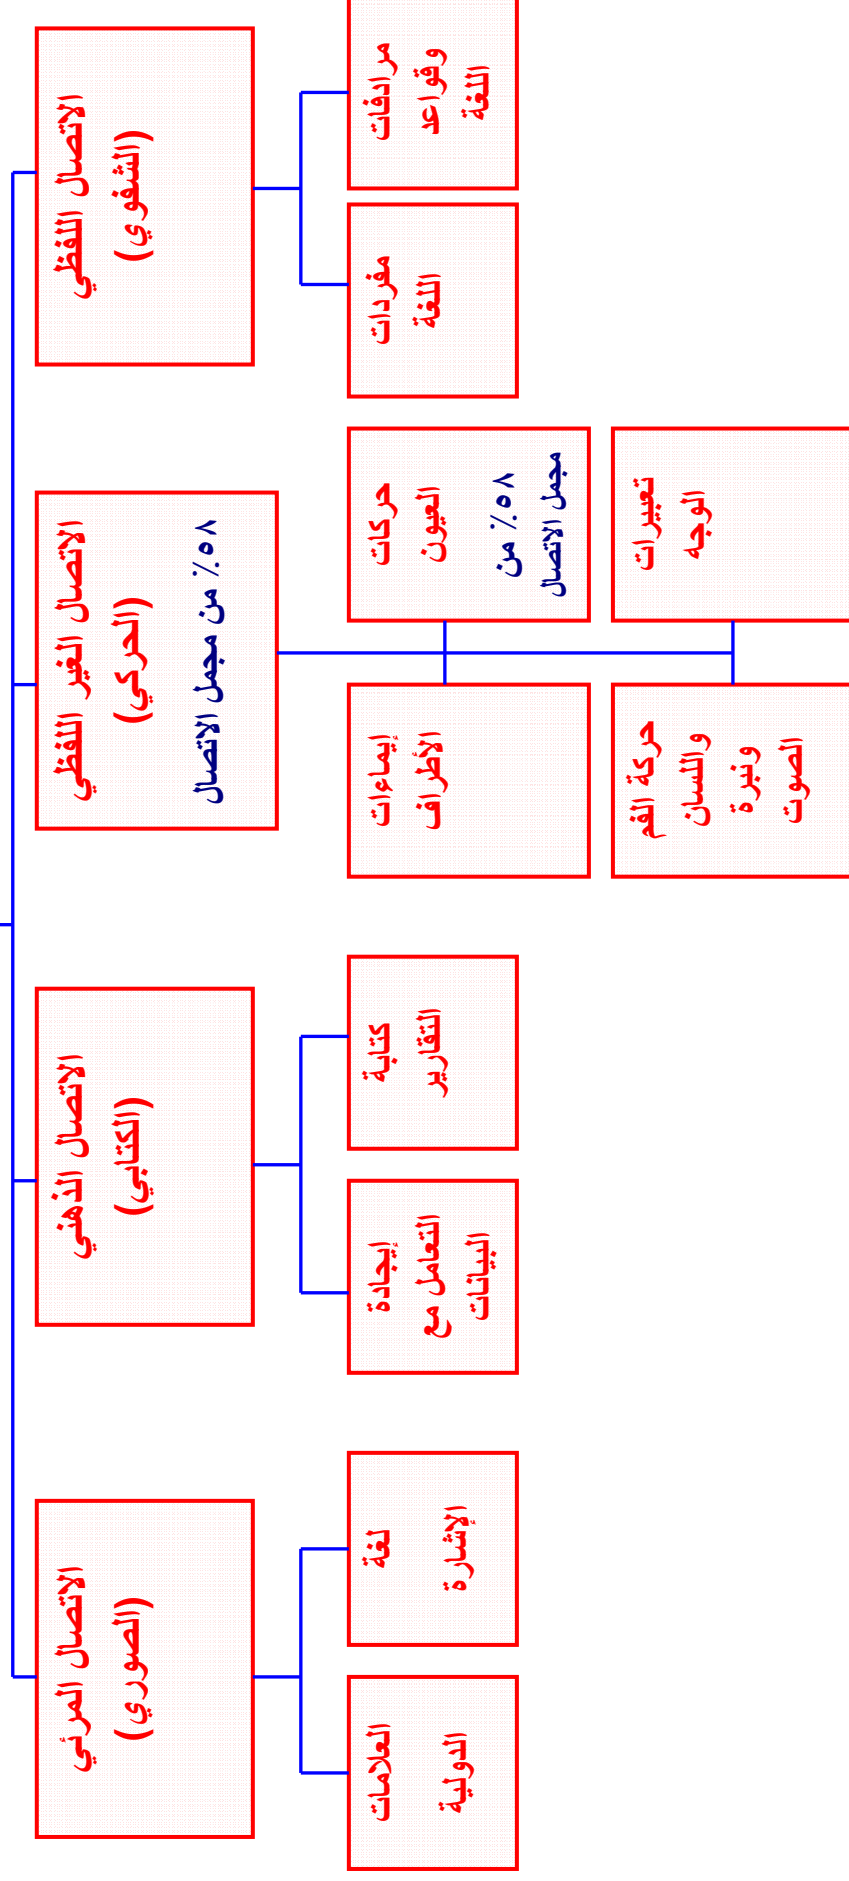 الاتصال اللفظي
(الشفوي)
مرادفات
وقواعد
اللغة
مفردات
اللغة
الاتصال الغير اللفظي
(الحركي)
٥٨٪ من مجمل الاتصال
حركات
العيون
٥٨٪ من
مجمل الاتصال
إيماءات
الأطراف
تعبيرات
الوجه
حركة الفم
واللسان
ونبرة
الصوت
الاتصال الذهني
(الكتابي)
كتابة
التقارير
إيجادة
التعامل مع
البيانات
الاتصال المرئي
(الصوري)
لغة
الإشارة
العلامات
الدولية